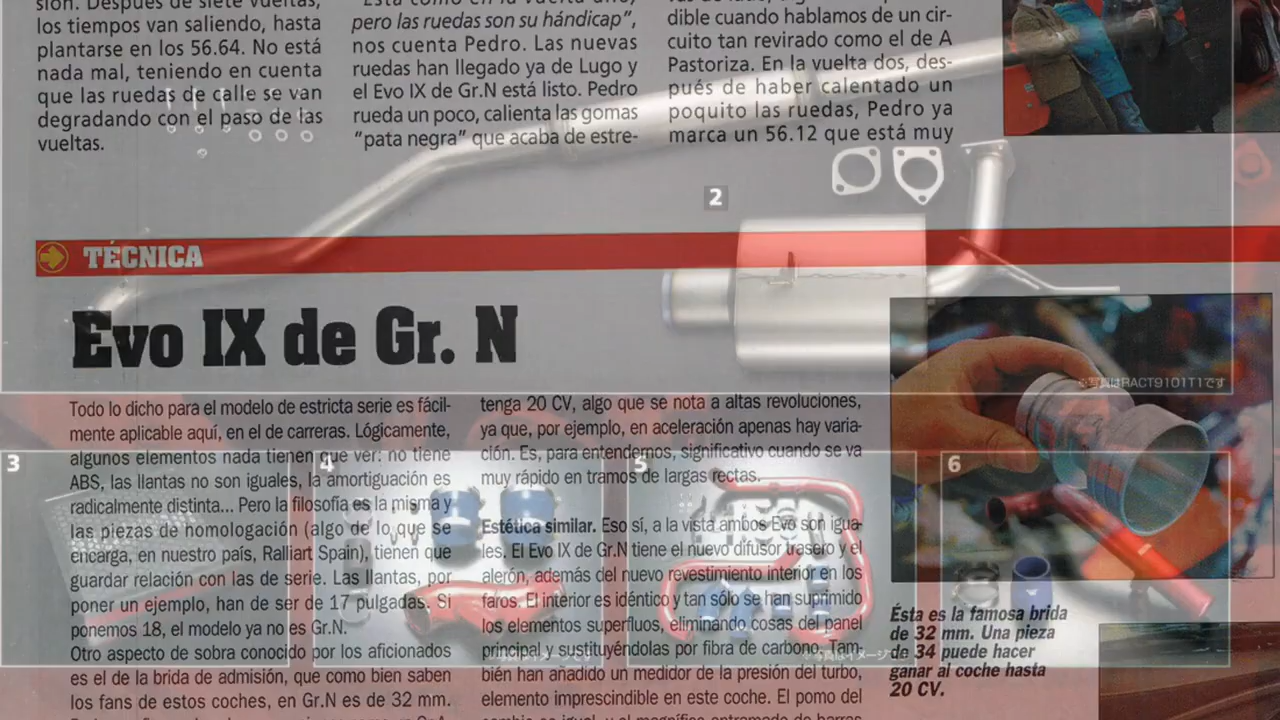 sión. Después de siete vueltas,
los tiempos van saliendo, hasta
plantarse en los 56.64. No está
nada mal, teniendo en cuenta
que las ruedas de calle se van
degradando con el paso de las
vueltas.
pero las ruedas son su hándicap”,
nos cuenta Pedro. Las nuevas
ruedas han llegado ya de Lugo y
el Evo IX de Gr.N está listo. Pedro
rueda un poco, calienta las gomas
“pata negra” que acaba de estre-
dible cuando hablamos de un cir-
cuito tan revirado como el de A
Pastoriza. En la vuelta dos, des-
pués de haber calentado un
poquito las ruedas, Pedro ya
marca un 56.12 que está muy
2
TÉCNICA
Evo IX de Gr. N
Todo lo dicho para el modelo de estricta serie es fácil-
mente aplicable aquí, en el de carreras. Lógicamente,
algunos elementos nada tienen que ver: no tiene
ABS, las llantas no son iguales, la amortiguación es
radicalmente distinta... Pero la filosofía es la misma y
las piezas de homologación (algo de lo que se
encarga, en nuestro país, Ralliart Spain), tienen que
guardar relación con las de serie. Las llantas, por
poner un ejemplo, han de ser de 17 pulgadas. Si
ponemos 18, el modelo ya no es Gr.N.
Otro aspecto de sobra conocido por los aficionados
es el de la brida de admisión, que como bien saben
los fans de estos coches, en Gr.N es de 32 mm.
tenga 20 CV, algo que se nota a altas revoluciones,
ya que, por ejemplo, en aceleración apenas hay varia-
ción. Es, para entendernos, significativo cuando se va
muy rápido en tramos de largas rectas.
Estética similar. Eso sí, a la vista ambos Evo son igua-
les. El Evo IX de Gr.N tiene el nuevo difusor trasero y el
alerón, además del nuevo revestimiento interior en los
faros. El interior es idéntico y tan sólo se han suprimido
los elementos superfluos, eliminando cosas del panel
principal y sustituyéndolas por fibra de carbono. Tam-
bién han añadido un medidor de la presión del turbo,
elemento imprescindible en este coche. El pomo del
※写真はRACT9101T1です
3
4
5
6
Ésta es la famosa brida
de 32 mm. Una pieza
de 34 puede hacer
ganar al coche hasta
20 CV.